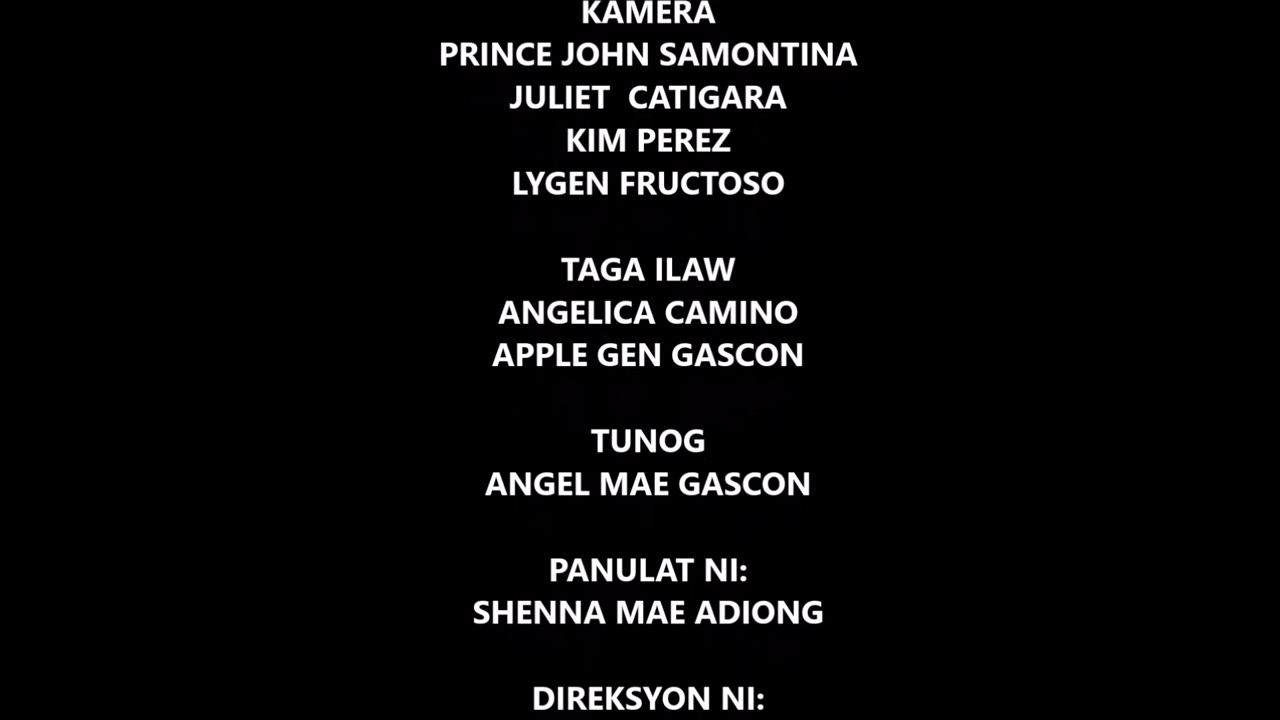 KAMERA
PRINCE JOHN SAMONTINA
JULIET  CATIGARA
KIM PEREZ
LYGEN FRUCTOSO
TAGA ILAW
ANGELICA CAMINO
APPLE GEN GASCON
TUNOG
ANGEL MAE GASCON
PANULAT NI:
SHENNA MAE ADIONG
DIREKSYON NI: